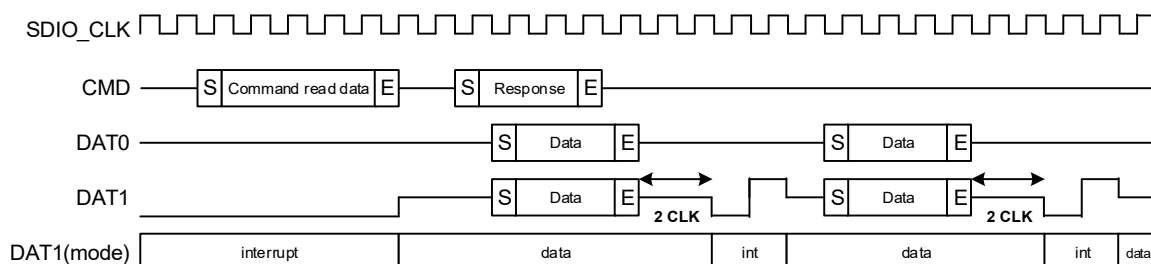 SDIO_CLK
CMD S Command read data E S Response E
DAT0 S Data E S Data E
DAT1 S Data E S Data E
2 CLK 2 CLK
DAT1(mode) interrupt data int data int data